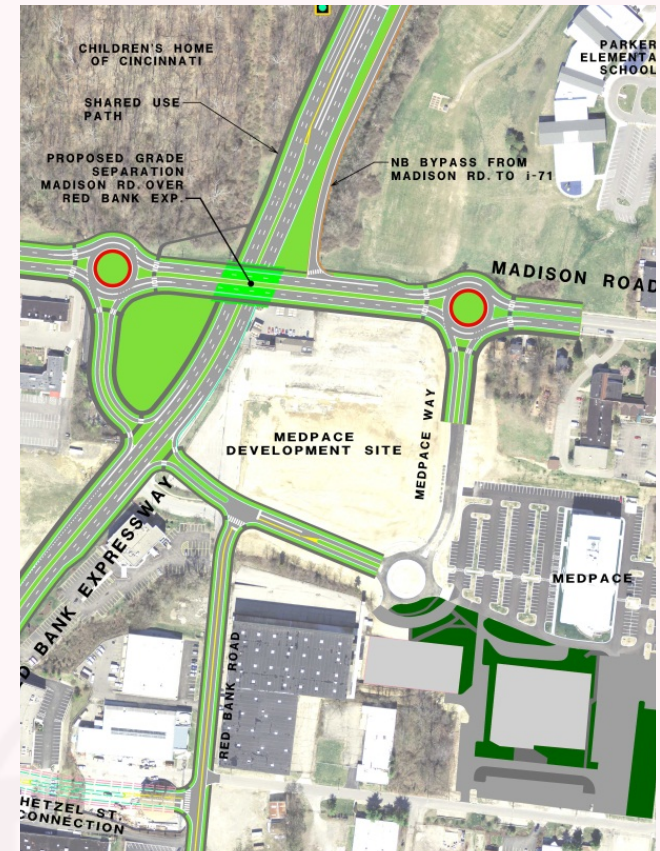 CHILDREN'S HOME
OF CINCINNATI
PARKER
ELEMENTA
SCHOOL
SHARED USE
PATH
PROPOSED GRADE
SEPARATION
MADISON RD. OVER
RED BANK EXP.
NB BYPASS FROM
MADISON RD. TO i-71
MADISON ROAD
MEDPACE
DEVELOPMENT SITE
MEDPACE WAY
ED BANK EXPRESSWAY
MEDPACE
RED BANK ROAD
HETZEL ST.
CONNECTION